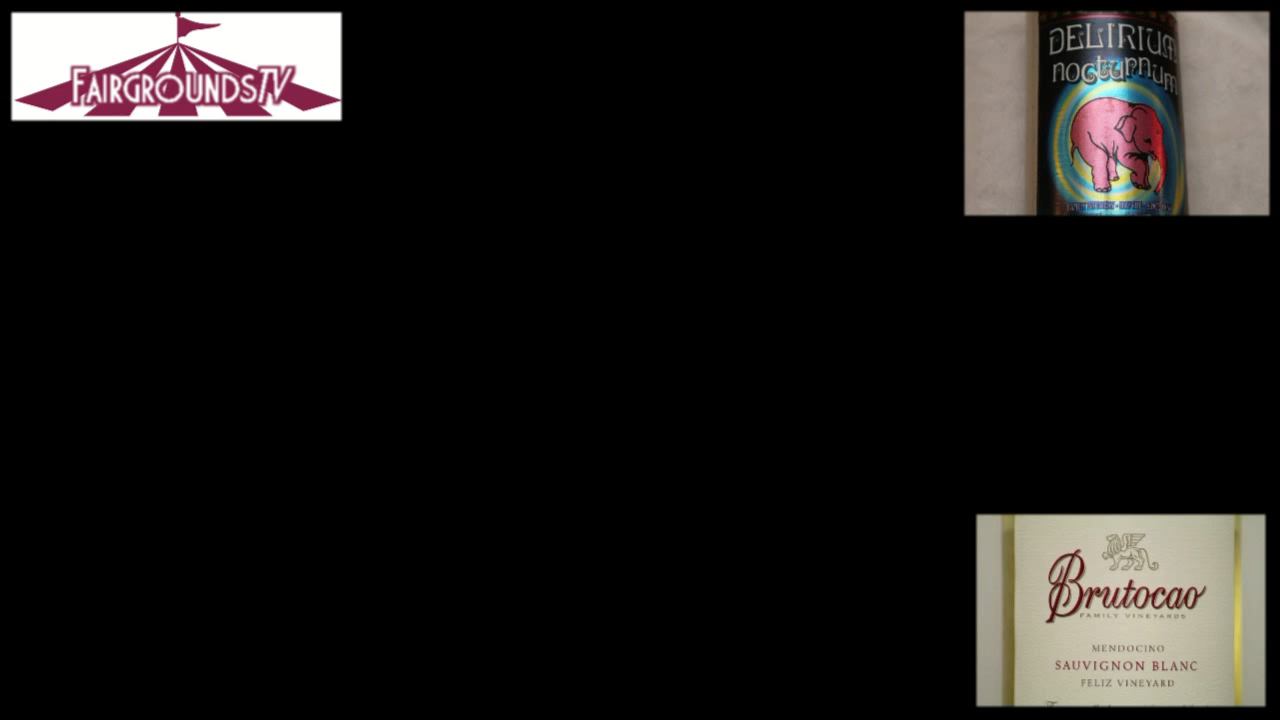 FAIRGROUNDSTV
DELIRIUM
nocturnum
Brutocao
FAMILY VINEYARDS
MENDOCINO
SAUVIGNON BLANC
FELIZ VINEYARD